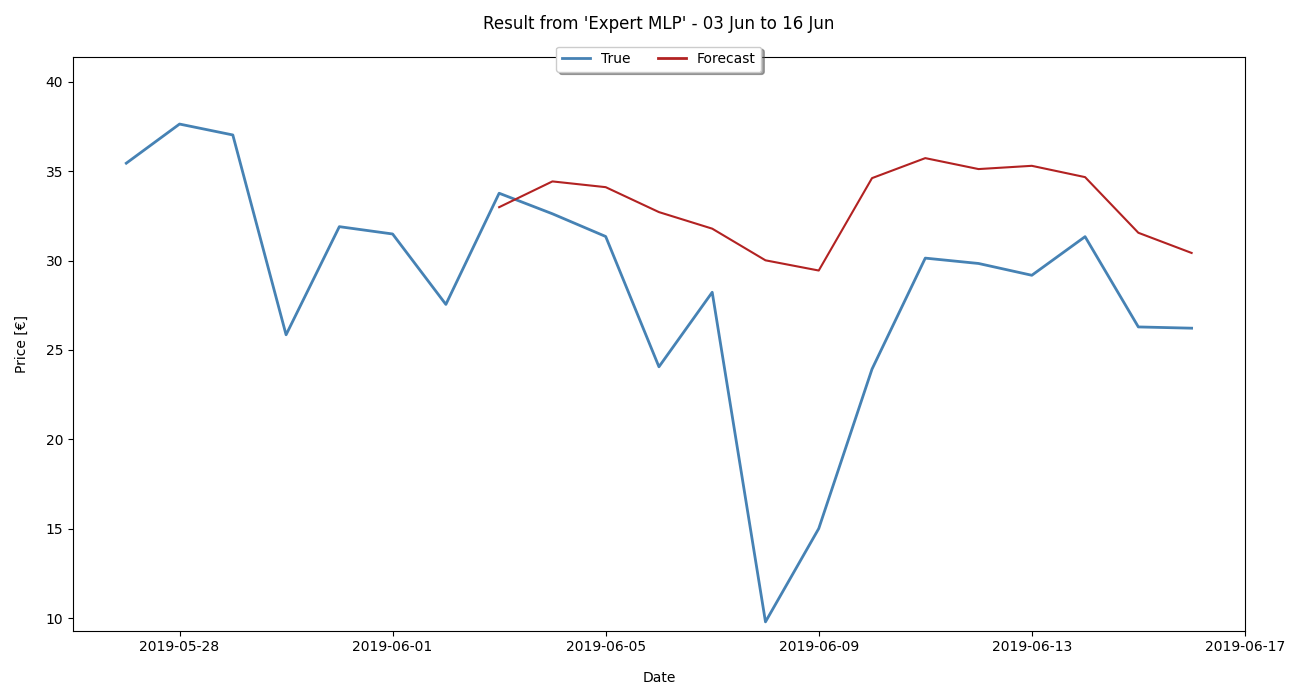 Result from 'Expert MLP' - 03 Jun to 16 Jun
True Forecast
40
35
30
25
20
15
10
Price [€]
2019-05-28 2019-06-01 2019-06-05 2019-06-09 2019-06-13 2019-06-17
Date